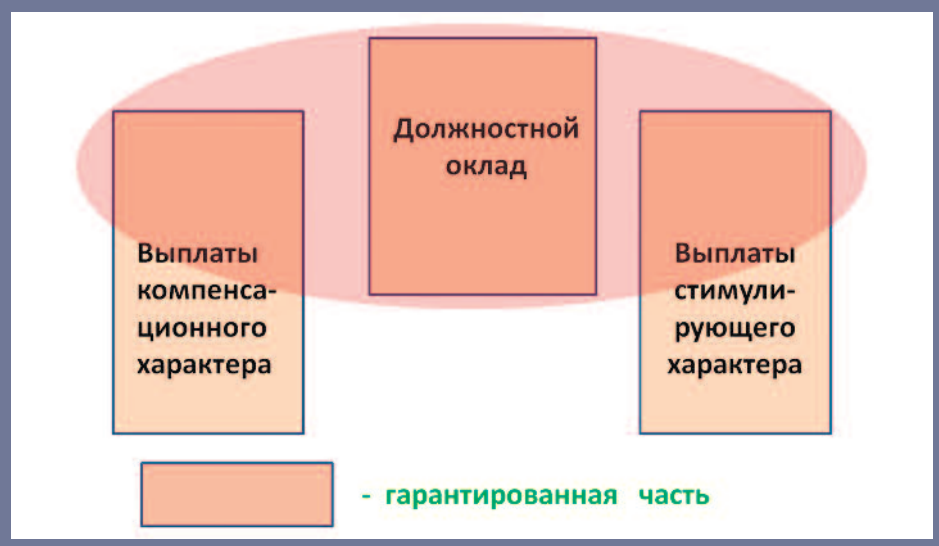 Должностной
оклад
Выплаты
компенса-
ционного
характера
Выплаты
стимули-
рующего
характера
- гарантированная часть